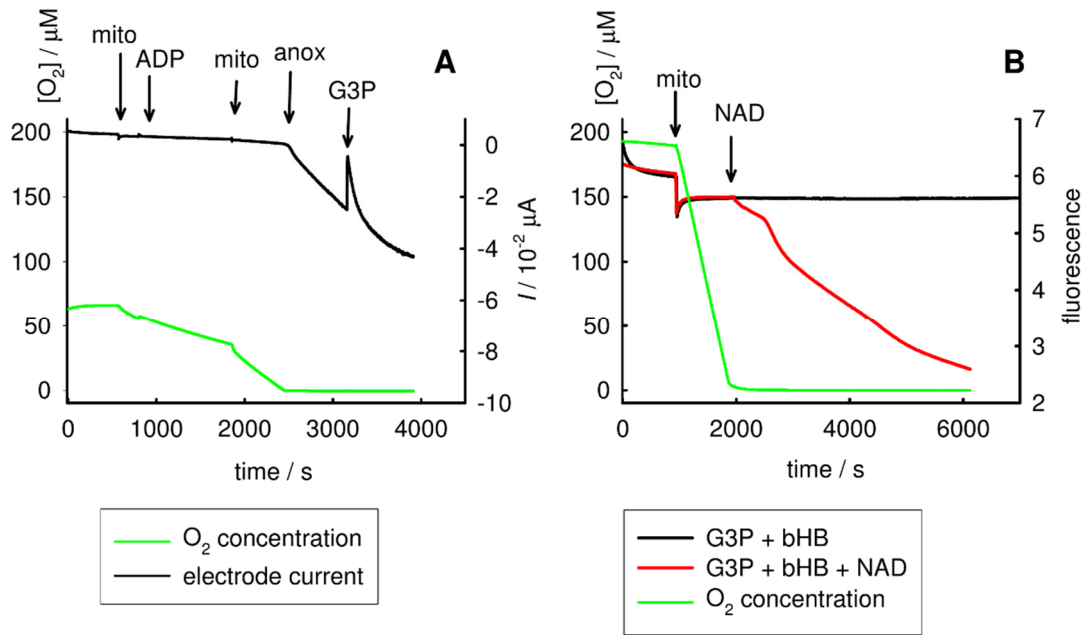 A
[O2] / µM
mito
ADP
mito
anox
G3P
200
150
100
50
0
0
-2
-4
-6
-8
-10
I / 10-2 µA
0 1000 2000 3000 4000
time / s
O2 concentration
electrode current
B
[O2] / µM
mito
NAD
200
150
100
50
0
7
6
5
4
3
2
fluorescence
0 2000 4000 6000
time / s
G3P + bHB
G3P + bHB + NAD
O2 concentration